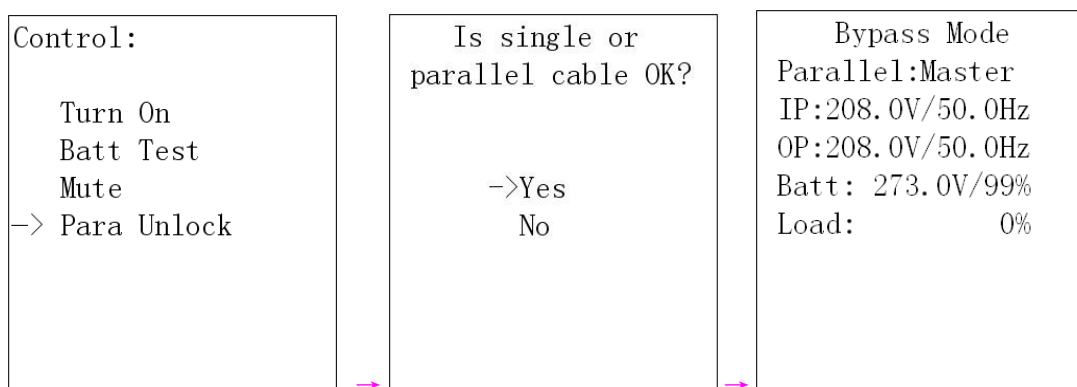 Control:
Turn On
Batt Test
Mute
-> Para Unlock
Is single or
parallel cable OK?
->Yes
No
Bypass Mode
Parallel:Master
IP:208.0V/50.0Hz
OP:208.0V/50.0Hz
Batt: 273.0V/99%
Load: 0%